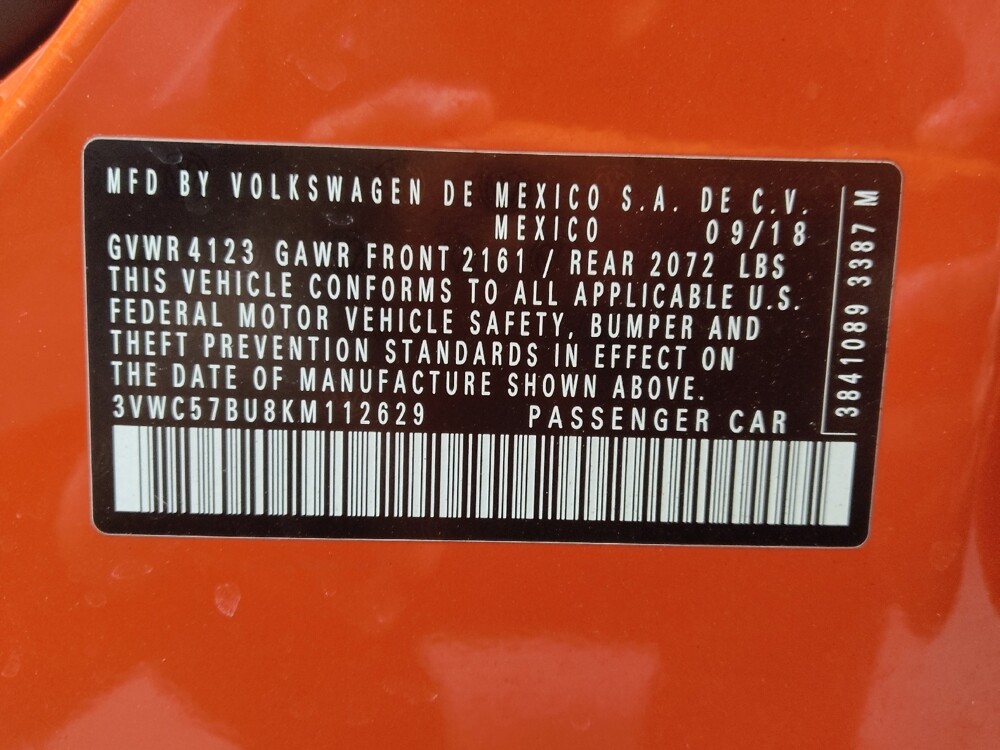 MFD BY VOLKSWAGEN DE MEXICO S.A. DE C.V.
MEXICO 09/18
GVWR 4123 GAWR FRONT 2161 / REAR 2072 LBS
THIS VEHICLE CONFORMS TO ALL APPLICABLE U.S.
FEDERAL MOTOR VEHICLE SAFETY, BUMPER AND
THEFT PREVENTION STANDARDS IN EFFECT ON
THE DATE OF MANUFACTURE SHOWN ABOVE.
3VWC57BU8KM112629 PASSENGER CAR
3841089 3387 M